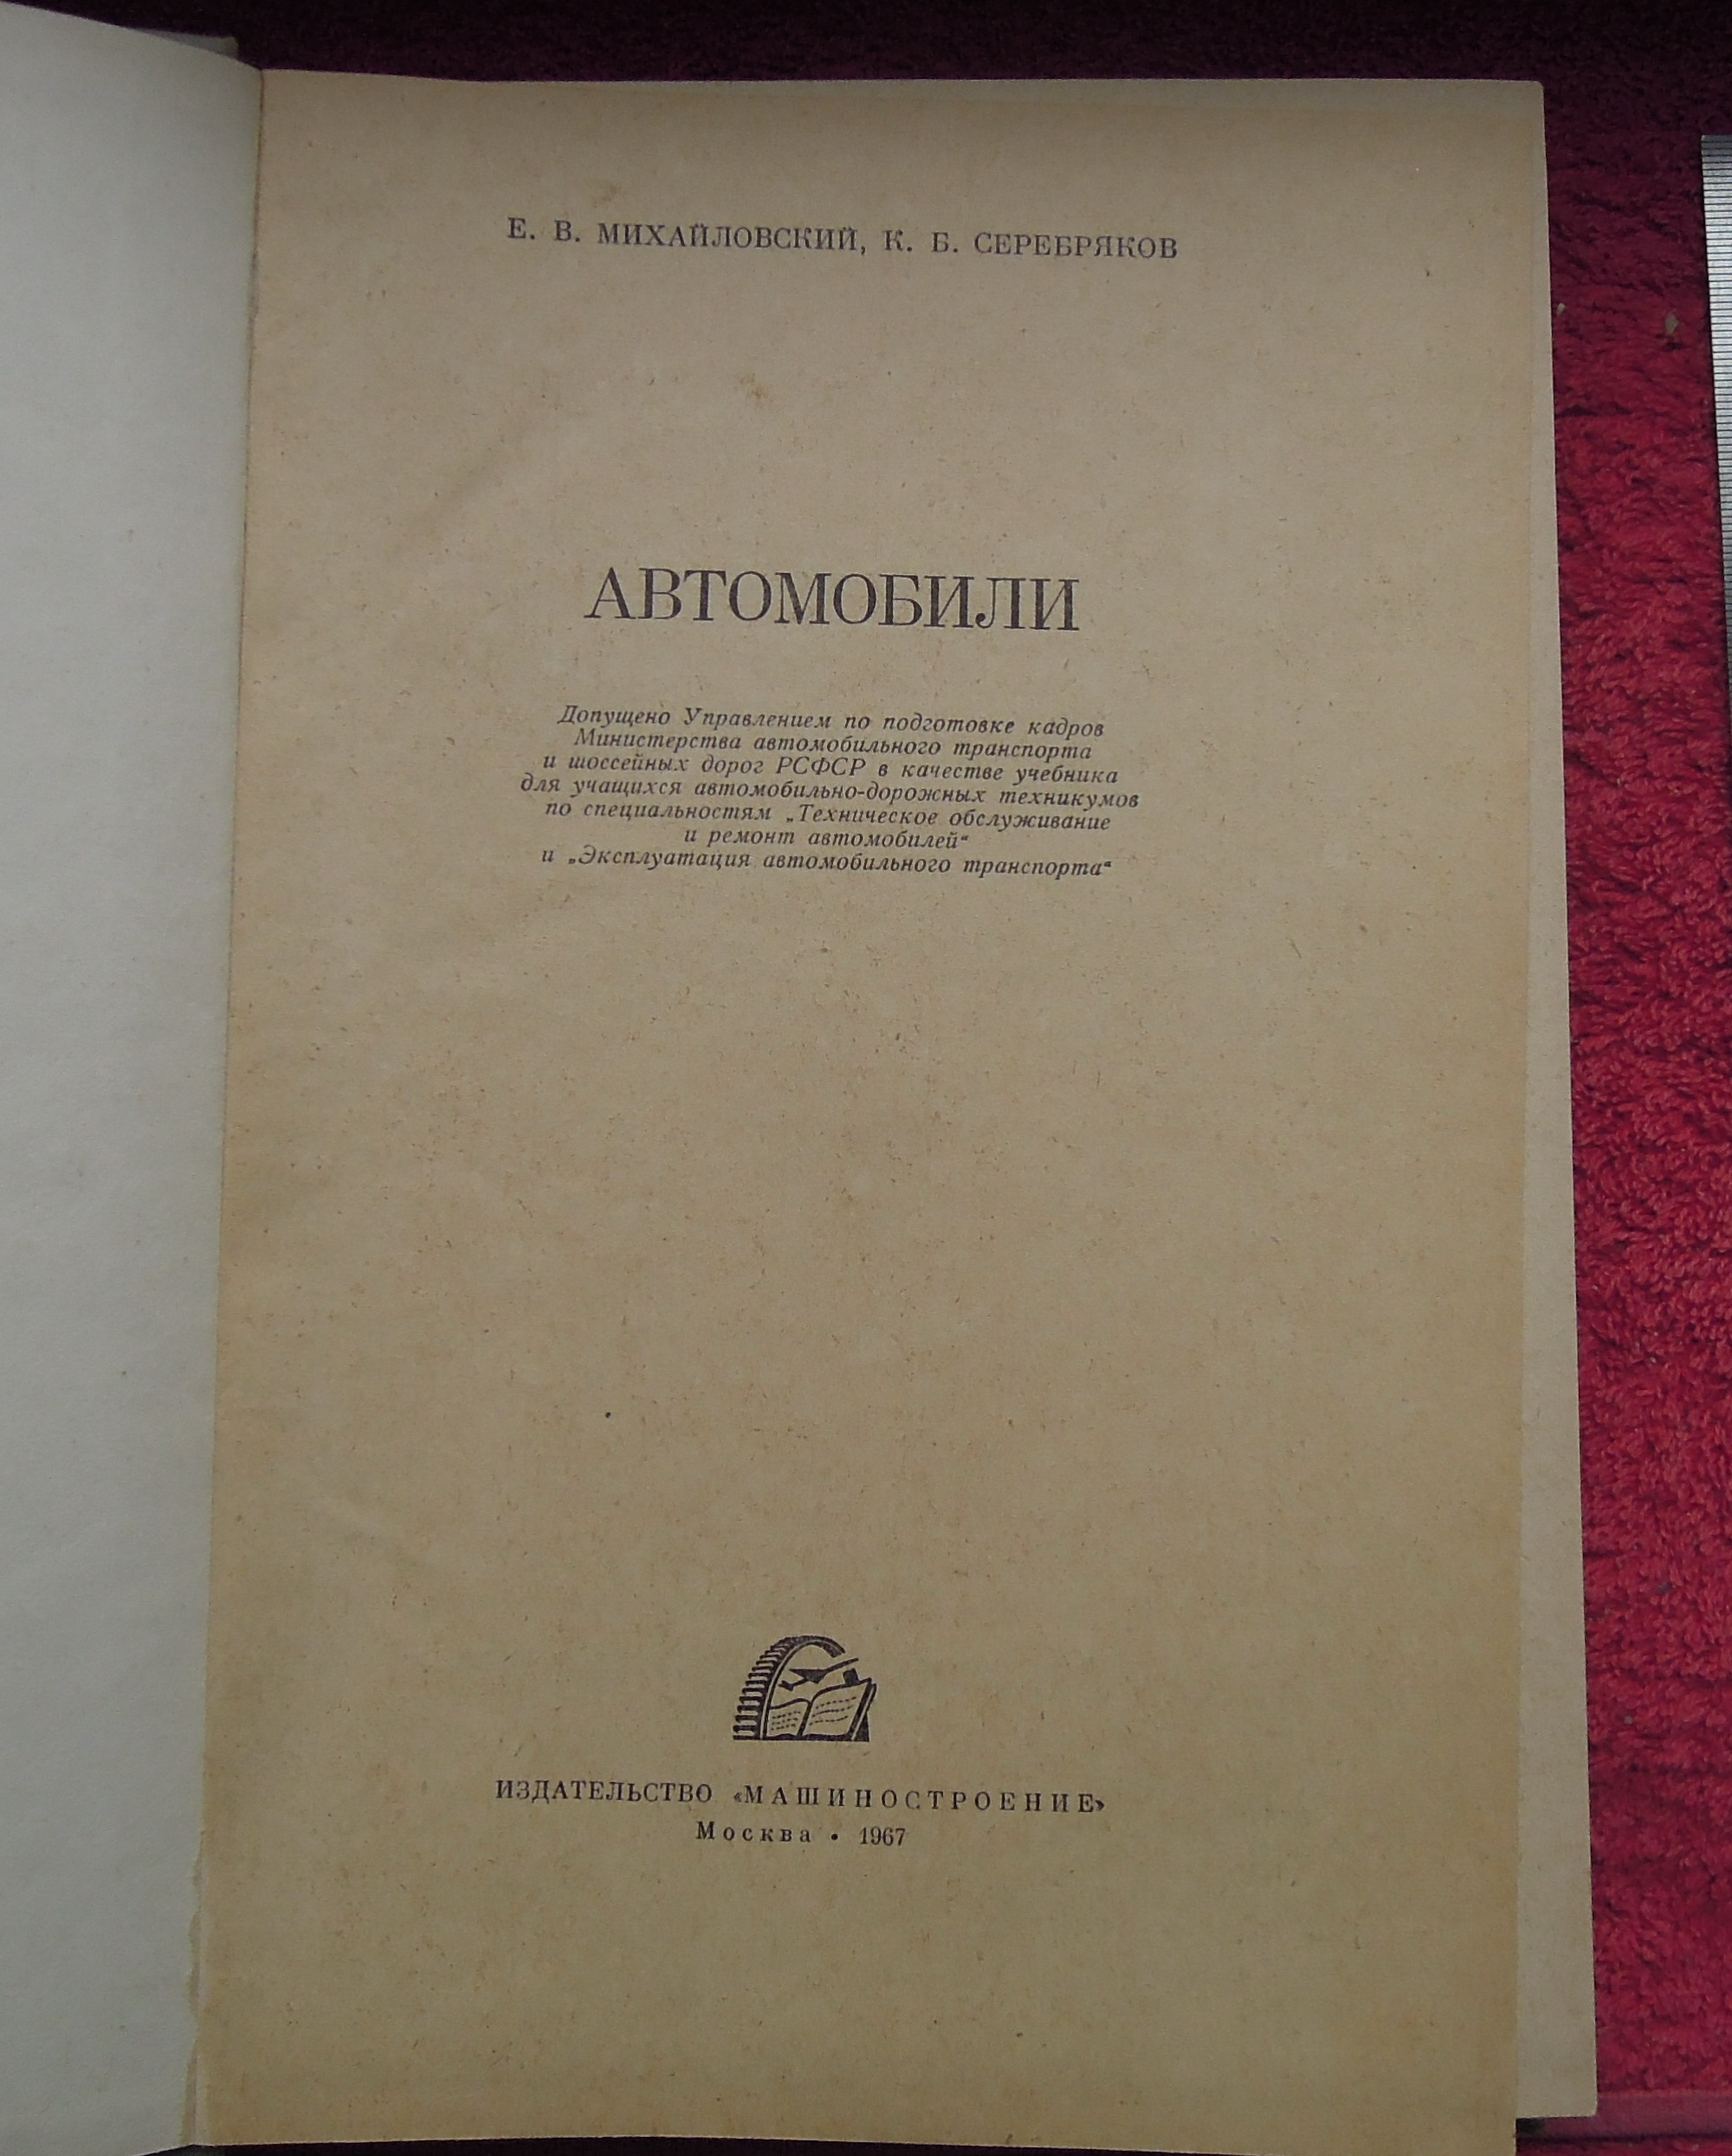 Е. В. МИХАЙЛОВСКИЙ, К. Б. СЕРЕБРЯКОВ
АВТОМОБИЛИ
Допущено Управлением по подготовке кадров
Министерства автомобильного транспорта
и шоссейных дорог РСФСР в качестве учебника
для учащихся автомобильно-дорожных техникумов
по специальностям „Техническое обслуживание
и ремонт автомобилей“
и „Эксплуатация автомобильного транспорта“
ИЗДАТЕЛЬСТВО «МАШИНОСТРОЕНИЕ»
Москва • 1967